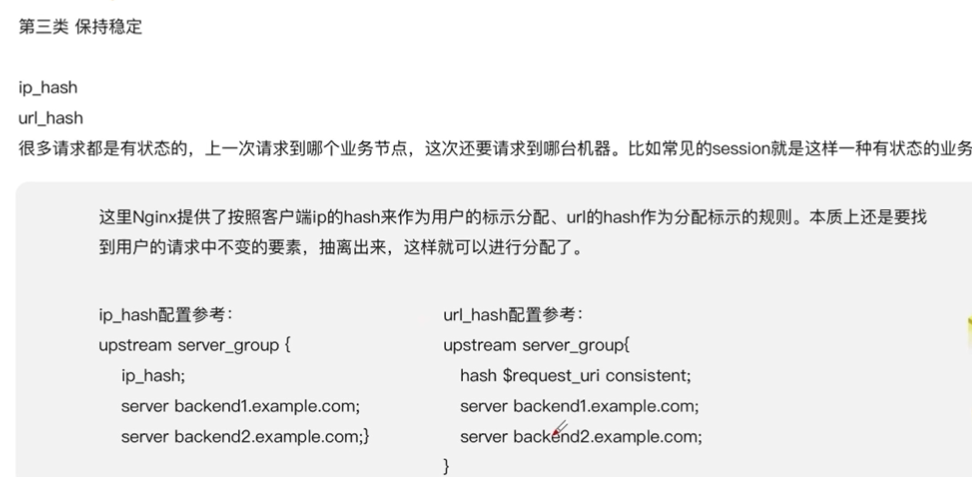 第三类 保持稳定
ip_hash
url_hash
很多请求都是有状态的，上一次请求到哪个业务节点，这次还要请求到哪台机器。比如常见的session就是这样一种有状态的业务
这里Nginx提供了按照客户端ip的hash来作为用户的标示分配、url的hash作为分配标示的规则。本质上还是要找
到用户的请求中不变的要素，抽离出来，这样就可以进行分配了。
ip_hash配置参考：
upstream server_group {
ip_hash;
server backend1.example.com;
server backend2.example.com;}
url_hash配置参考：
upstream server_group{
hash $request_uri consistent;
server backend1.example.com;
server backend2.example.com;
}